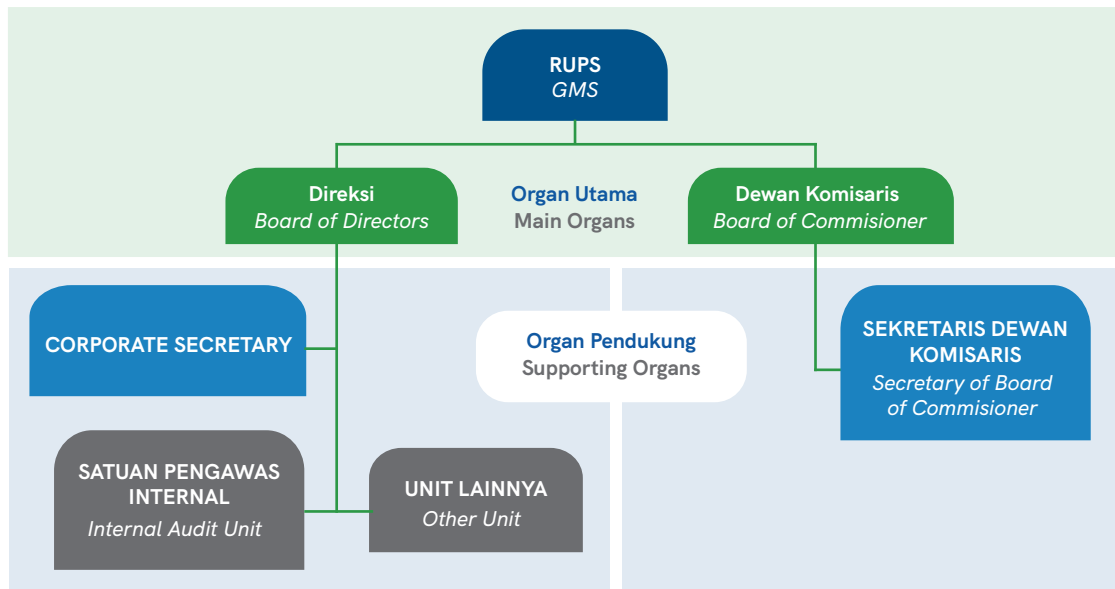 RUPS
GMS
Direksi
Board of Directors
Organ Utama
Main Organs
Dewan Komisaris
Board of Commisioner
CORPORATE SECRETARY
Organ Pendukung
Supporting Organs
SEKRETARIS DEWAN
KOMISARIS
Secretary of Board
of Commisioner
SATUAN PENGAWAS
INTERNAL
Internal Audit Unit
UNIT LAINNYA
Other Unit